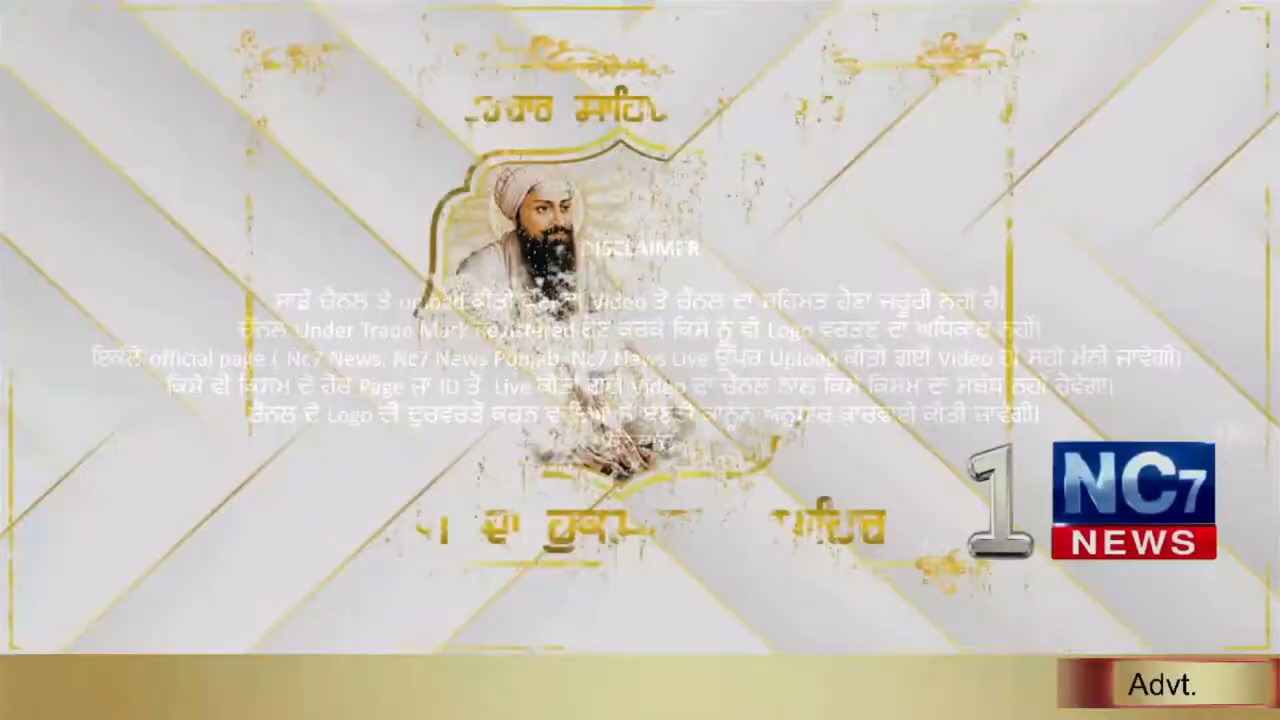 ਸਾਹਿਬ
DISCLAIMER
ਸਾਡੇ ਚੈਨਲ ਤੇ upload ਕੀਤੀ Video ਤੇ ਚੈਨਲ ਦਾ ਸਹਿਮਤ ਹੋਣਾ ਜਰੂਰੀ ਨਹੀਂ ਹੈ।
ਚੈਨਲ Under Trade Mark Registered ਹੋਣ ਕਰਕੇ ਕਿਸੇ ਨੂੰ ਵੀ Logo ਵਰਤਣ ਦਾ ਅਧਿਕਾਰ ਨਹੀਂ।
ਇਕੱਲੇ official page ( Nc7 News, Nc7 News Punjab, Nc7 News Live ਉੱਪਰ Upload ਕੀਤੀ ਗਈ Video ਹੀ ਸਹੀ ਮੰਨੀ ਜਾਵੇਗੀ।
ਕਿਸੇ ਵੀ ਕਿਸਮ ਦੇ ਹੋਰ Page ਜਾਂ ID ਤੋਂ Live ਕੀਤੀ ਗਈ Video ਦਾ ਚੈਨਲ ਨਾਲ ਕਿਸੇ ਕਿਸਮ ਦਾ ਸਬੰਧ ਨਹੀਂ ਹੋਵੇਗਾ।
ਚੈਨਲ ਦੇ Logo ਦੀ ਦੁਰਵਰਤੋਂ ਕਰਨ ਕਾਨੂੰਨ ਅਨੁਸਾਰ ਕਾਰਵਾਈ ਕੀਤੀ ਜਾਵੇਗੀ।
ਦਾ ਸਾਹਿਬ
1 NC7
NEWS
Advt.